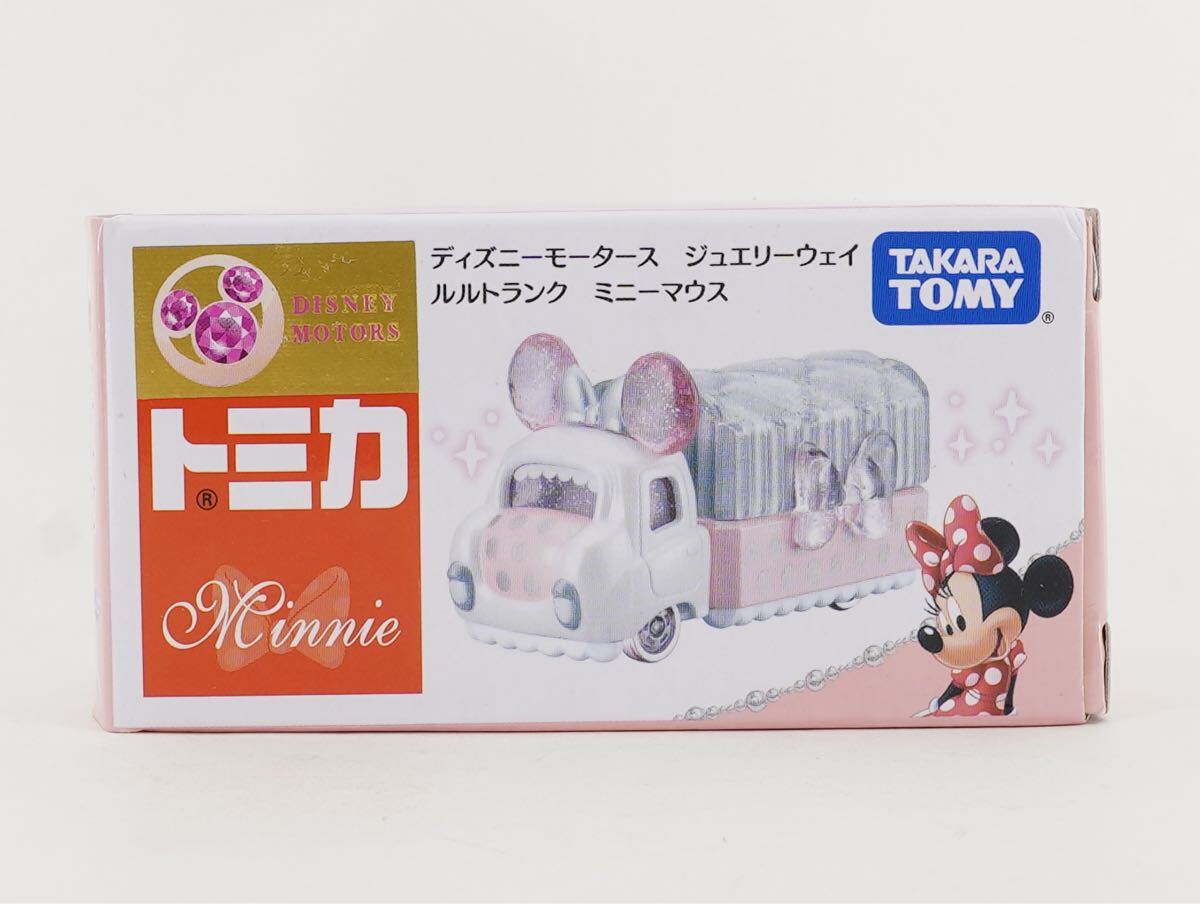 DISNEY
MOTORS
トミカ®
Minnie
ディズニーモータース ジュエリーウェイ
ルルトランク ミニーマウス
TAKARA
TOMY®